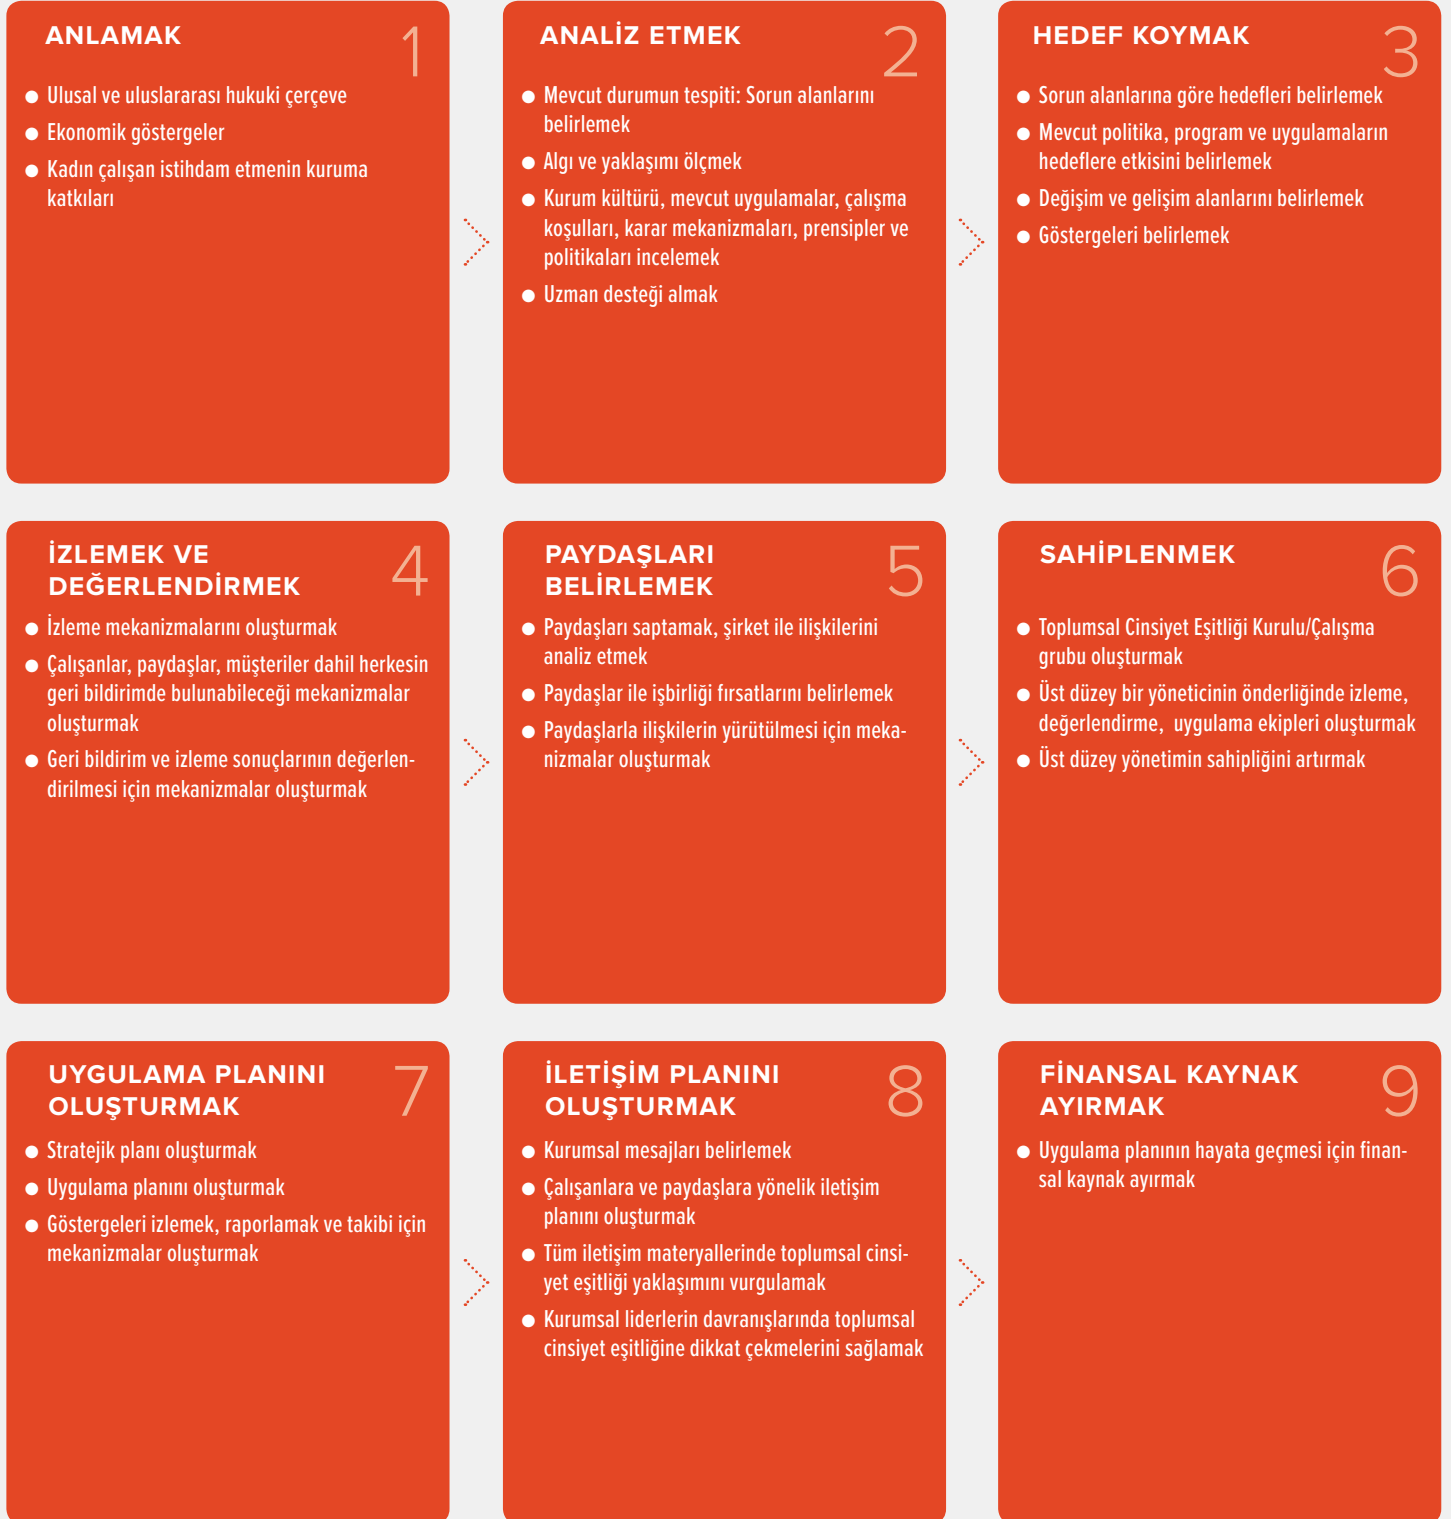 ANLAMAK
1
● Ulusal ve uluslararası hukuki çerçeve
● Ekonomik göstergeler
● Kadın çalışan istihdam etmenin kuruma
katkıları
ANALİZ ETMEK
2
● Mevcut durumun tespiti: Sorun alanlarını
belirlemek
● Algı ve yaklaşımı ölçmek
● Kurum kültürü, mevcut uygulamalar, çalışma
koşulları, karar mekanizmaları, prensipler ve
politikaları incelemek
● Uzman desteği almak
HEDEF KOYMAK
3
● Sorun alanlarına göre hedefleri belirlemek
● Mevcut politika, program ve uygulamaların
hedeflere etkisini belirlemek
● Değişim ve gelişim alanlarını belirlemek
● Göstergeleri belirlemek
İZLEMEK VE
DEĞERLENDİRMEK
4
● İzleme mekanizmalarını oluşturmak
● Çalışanlar, paydaşlar, müşteriler dahil herkesin
geri bildirimde bulunabileceği mekanizmalar
oluşturmak
● Geri bildirim ve izleme sonuçlarının değerlen-
dirilmesi için mekanizmalar oluşturmak
PAYDAŞLARI
BELİRLEMEK
5
● Paydaşları saptamak, şirket ile ilişkilerini
analiz etmek
● Paydaşlar ile işbirliği fırsatlarını belirlemek
● Paydaşlarla ilişkilerin yürütülmesi için meka-
nizmalar oluşturmak
SAHİPLENMEK
6
● Toplumsal Cinsiyet Eşitliği Kurulu/Çalışma
grubu oluşturmak
● Üst düzey bir yöneticinin önderliğinde izleme,
değerlendirme, uygulama ekipleri oluşturmak
● Üst düzey yönetimin sahipliğini artırmak
UYGULAMA PLANINI
OLUŞTURMAK
7
● Stratejik planı oluşturmak
● Uygulama planını oluşturmak
● Göstergeleri izlemek, raporlamak ve takibi için
mekanizmalar oluşturmak
İLETİŞİM PLANINI
OLUŞTURMAK
8
● Kurumsal mesajları belirlemek
● Çalışanlara ve paydaşlara yönelik iletişim
planını oluşturmak
● Tüm iletişim materyallerinde toplumsal cinsi-
yet eşitliği yaklaşımını vurgulamak
● Kurumsal liderlerin davranışlarında toplumsal
cinsiyet eşitliğine dikkat çekmelerini sağlamak
FİNANSAL KAYNAK
AYIRMAK
9
● Uygulama planının hayata geçmesi için finan-
sal kaynak ayırmak